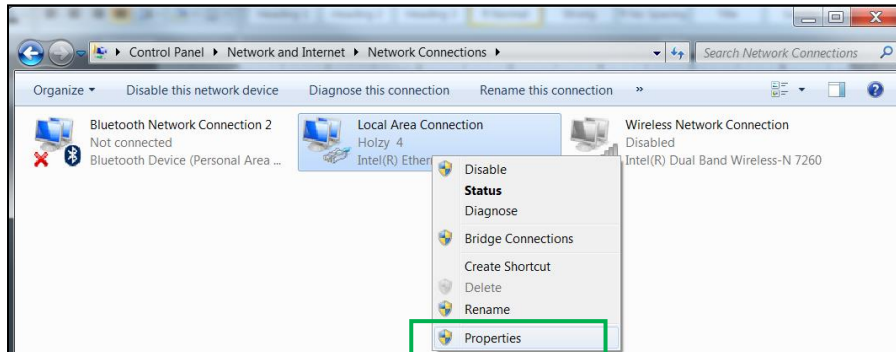 Control Panel ▸ Network and Internet ▸ Network Connections ▸
Search Network Connections
Organize
Disable this network device
Diagnose this connection
Rename this connection
»
Bluetooth Network Connection 2
Not connected
Bluetooth Device (Personal Area ...
Local Area Connection
Holzy 4
Intel(R)
Wireless Network Connection
Disabled
Intel(R) Dual Band Wireless-N 7260
Disable
Status
Diagnose
Bridge Connections
Create Shortcut
Delete
Rename
Properties